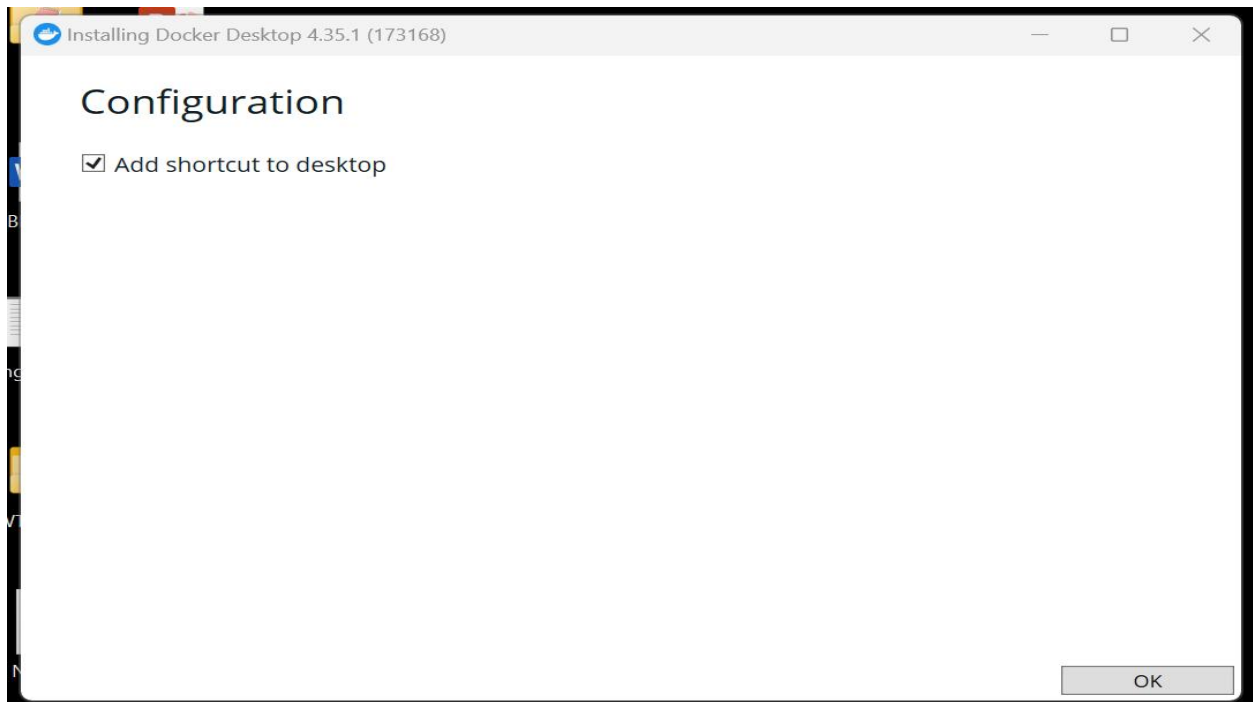 Installing Docker Desktop 4.35.1 (173168)
Configuration
Add shortcut to desktop
OK